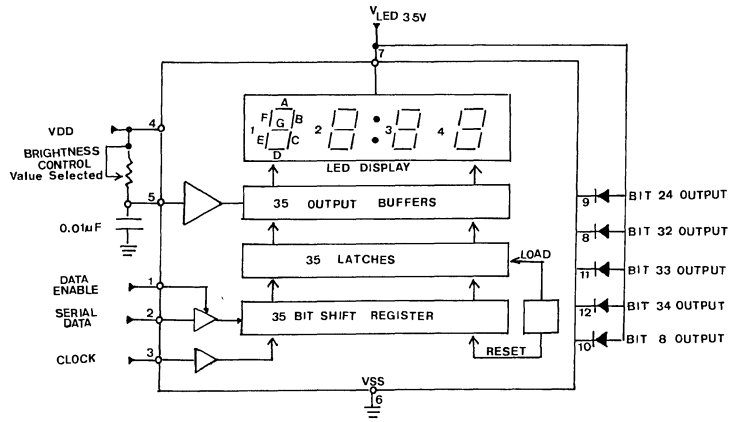 V
LED 3.5V
7
A
F
B
G
1
E
C
D
2
3
4
LED DISPLAY
VDD
4
BRIGHTNESS
CONTROL
Value Selected
5
0.01µF
35 OUTPUT BUFFERS
35 LATCHES
LOAD
35 BIT SHIFT REGISTER
RESET
DATA
ENABLE
1
SERIAL
DATA
2
CLOCK
3
VSS
6
9
BIT 24 OUTPUT
8
BIT 32 OUTPUT
11
BIT 33 OUTPUT
12
BIT 34 OUTPUT
10
BIT 8 OUTPUT